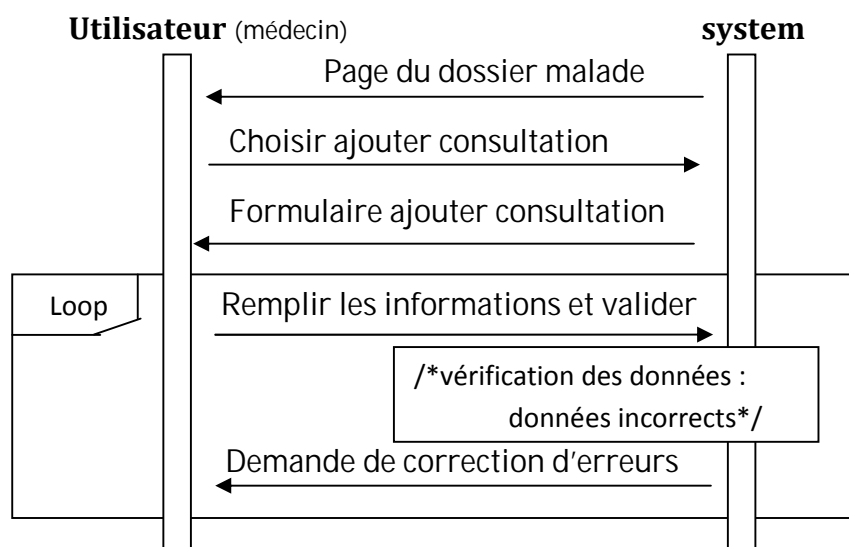 Utilisateur (médecin) system
Page du dossier malade
Choisir ajouter consultation
Formulaire ajouter consultation
Loop
Remplir les informations et valider
/*vérification des données :
données incorrects*/
Demande de correction d'erreurs